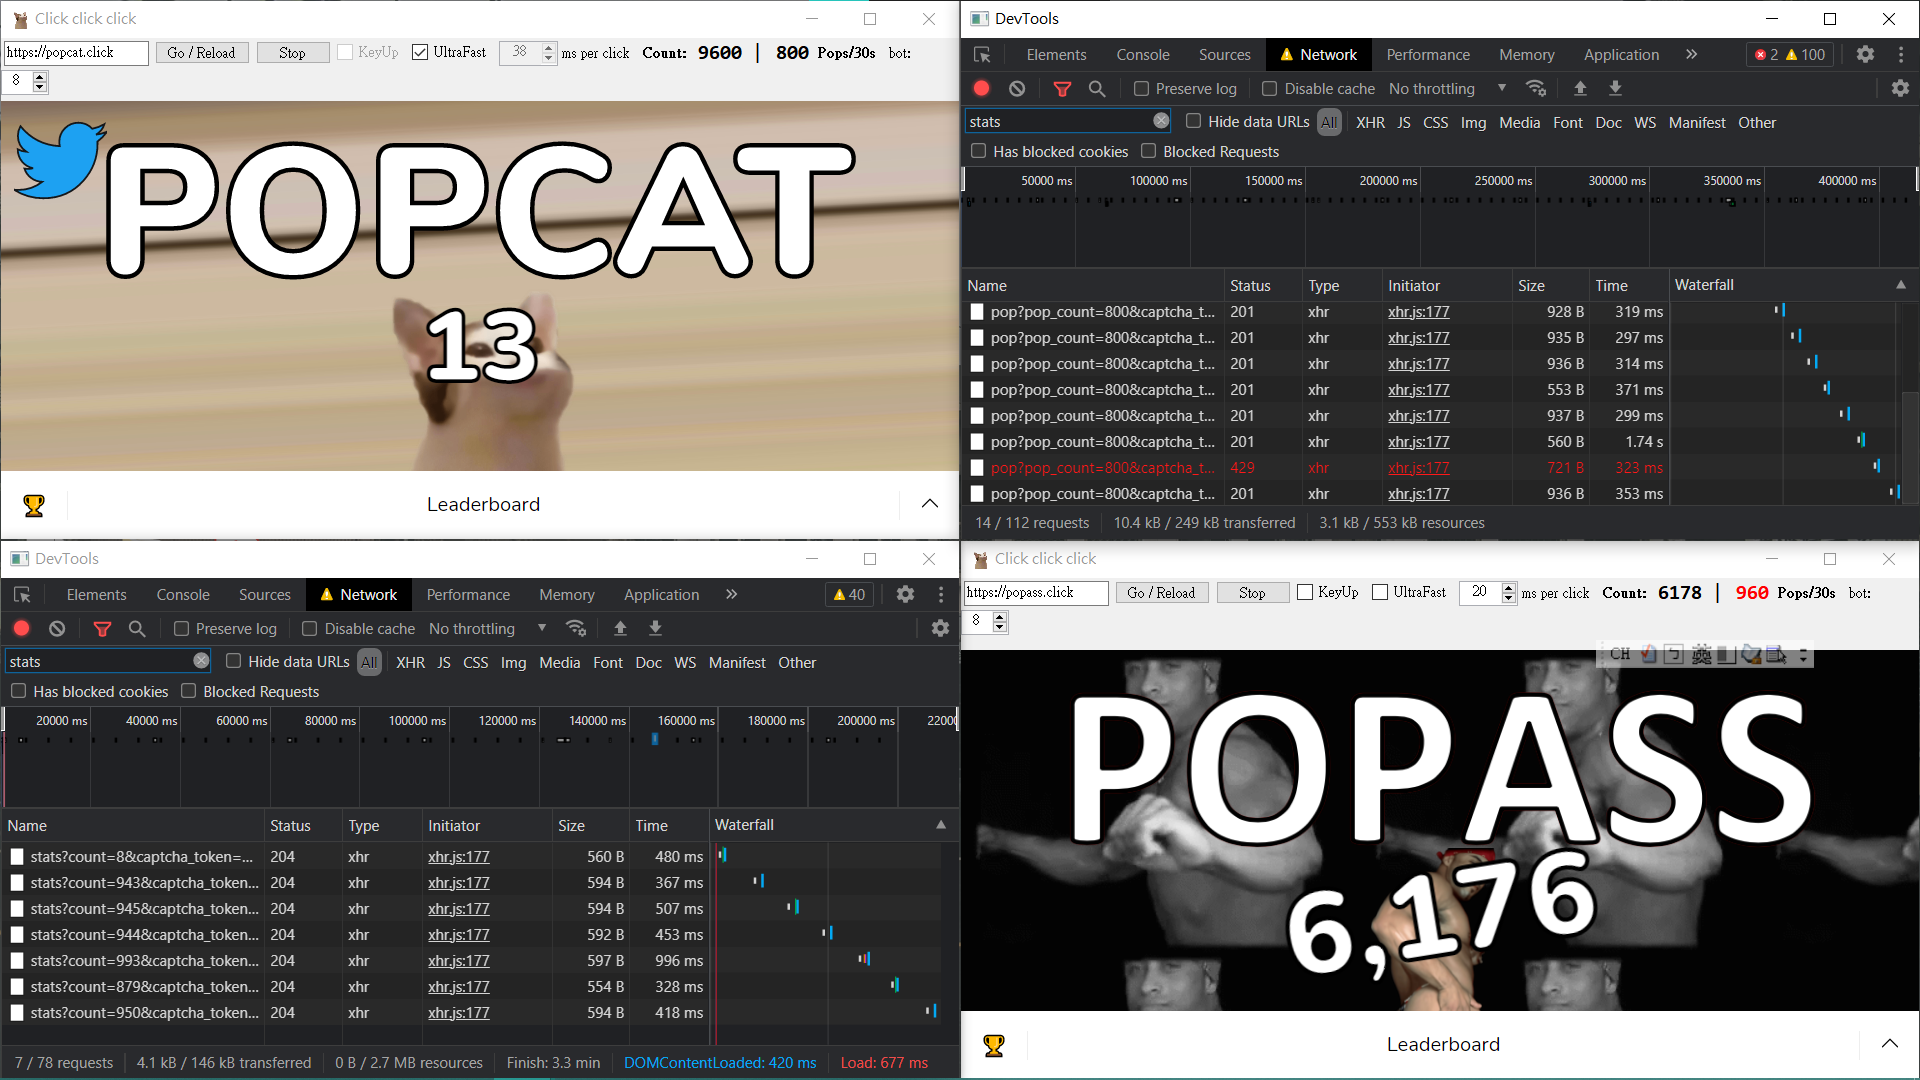 Click click click
https://popcat.click Go / Reload Stop KeyUp UltraFast 38 ms per click Count: 9600 | 800 Pops/30s bot:
8
POPCAT
13
Leaderboard
DevTools
Elements Console Sources Network Performance Memory Application » 2 100
Preserve log Disable cache No throttling
stats Hide data URLs All XHR JS CSS Img Media Font Doc WS Manifest Other
Has blocked cookies Blocked Requests
50000 ms 100000 ms 150000 ms 200000 ms 250000 ms 300000 ms 350000 ms 400000 ms
Name Status Type Initiator Size Time Waterfall
pop?pop_count=800&captcha_t... 201 xhr xhr.js:177 928 B 319 ms
pop?pop_count=800&captcha_t... 201 xhr xhr.js:177 935 B 297 ms
pop?pop_count=800&captcha_t... 201 xhr xhr.js:177 936 B 314 ms
pop?pop_count=800&captcha_t... 201 xhr xhr.js:177 553 B 371 ms
pop?pop_count=800&captcha_t... 201 xhr xhr.js:177 937 B 299 ms
pop?pop_count=800&captcha_t... 201 xhr xhr.js:177 560 B 1.74 s
pop?pop_count=800&captcha_t... 429 xhr xhr.js:177 721 B 323 ms
pop?pop_count=800&captcha_t... 201 xhr xhr.js:177 936 B 353 ms
14 / 112 requests 10.4 kB / 249 kB transferred 3.1 kB / 553 kB resources
DevTools
Elements Console Sources Network Performance Memory Application » 40
Preserve log Disable cache No throttling
stats Hide data URLs All XHR JS CSS Img Media Font Doc WS Manifest Other
Has blocked cookies Blocked Requests
20000 ms 40000 ms 60000 ms 80000 ms 100000 ms 120000 ms 140000 ms 160000 ms 180000 ms 200000 ms 22000
Name Status Type Initiator Size Time Waterfall
stats?count=8&captcha_token=... 204 xhr xhr.js:177 560 B 480 ms
stats?count=943&captcha_token... 204 xhr xhr.js:177 594 B 367 ms
stats?count=945&captcha_token... 204 xhr xhr.js:177 594 B 507 ms
stats?count=944&captcha_token... 204 xhr xhr.js:177 592 B 453 ms
stats?count=993&captcha_token... 204 xhr xhr.js:177 597 B 996 ms
stats?count=879&captcha_token... 204 xhr xhr.js:177 554 B 328 ms
stats?count=950&captcha_token... 204 xhr xhr.js:177 594 B 418 ms
7 / 78 requests 4.1 kB / 146 kB transferred 0 B / 2.7 MB resources Finish: 3.3 min DOMContentLoaded: 420 ms Load: 677 ms
Click click click
https://popass.click Go / Reload Stop KeyUp UltraFast 20 ms per click Count: 6178 | 960 Pops/30s bot:
8
CH 英
POPASS
6,176
Leaderboard